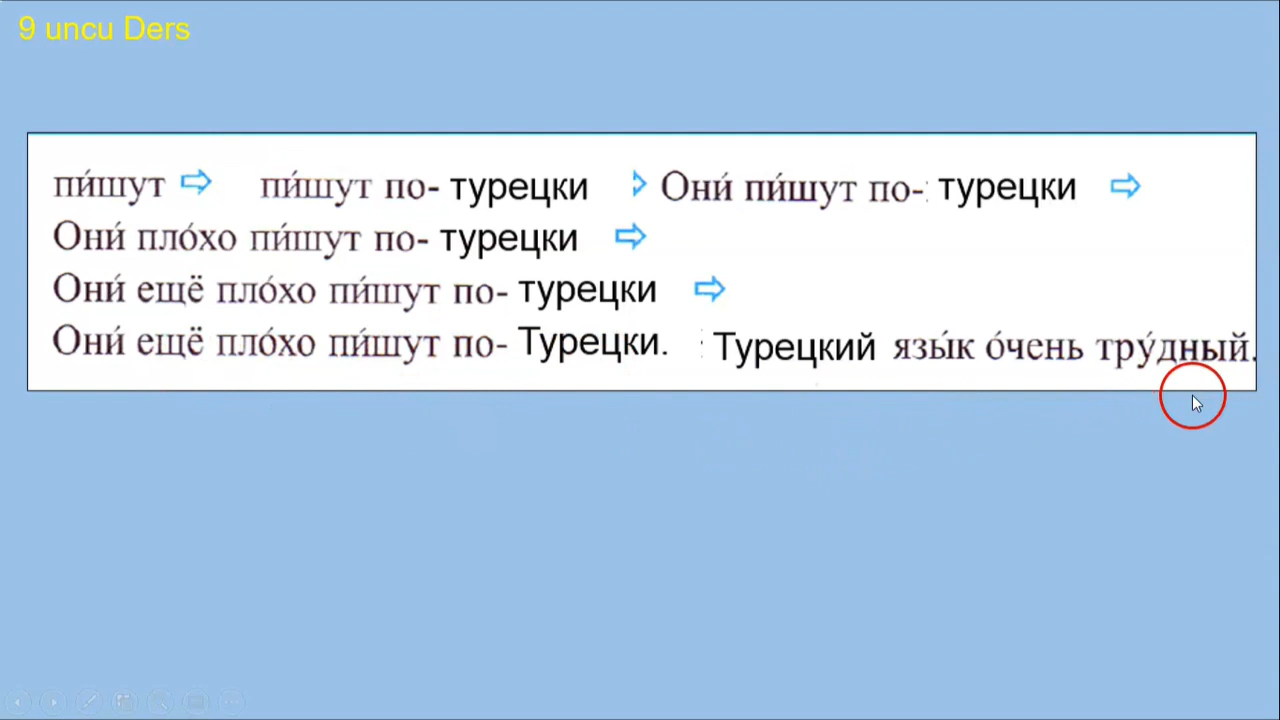 9 uncu Ders
пи́шут ⇨ пи́шут по- турецки > Они́ пи́шут по-: турецки ⇨
Они́ пло́хо пи́шут по- турецки ⇨
Они́ ещё пло́хо пи́шут по- турецки ⇨
Они́ ещё пло́хо пи́шут по- Турецки. Турецкий язы́к о́чень тру́дный.